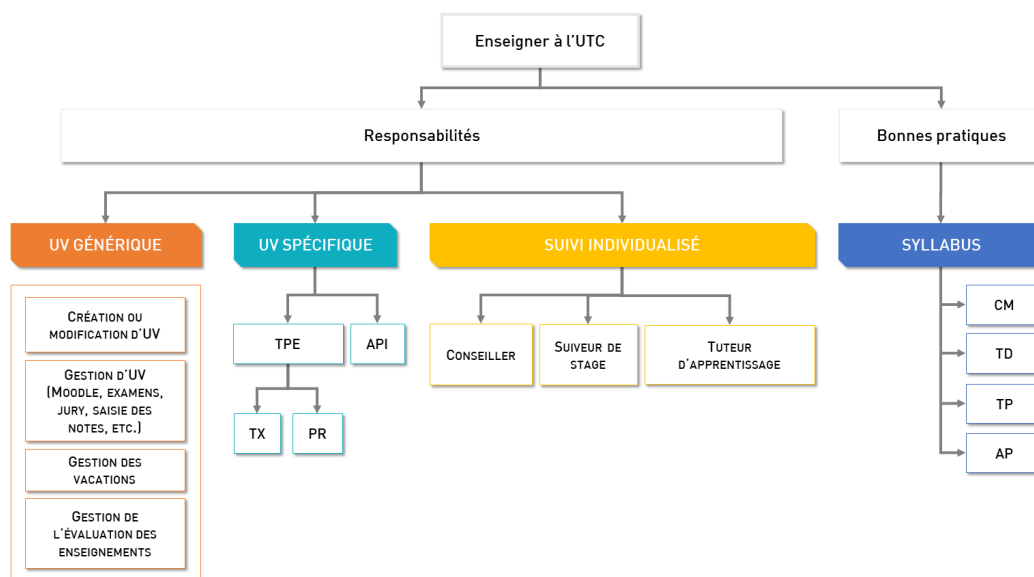 Enseigner à l'UTC
Responsabilités
Bonnes pratiques
UV GÉNÉRIQUE
UV SPÉCIFIQUE
SUIVI INDIVIDUALISÉ
SYLLABUS
CRÉATION OU
MODIFICATION D'UV
GESTION D'UV
(MOODLE, EXAMENS,
JURY, SAISIE DES
NOTES, ETC.)
GESTION DES
VACATIONS
GESTION DE
L'ÉVALUATION DES
ENSEIGNEMENTS
TPE
API
TX
PR
CONSEILLER
SUIVEUR DE
STAGE
TUTEUR
D'APPRENTISSAGE
CM
TD
TP
AP